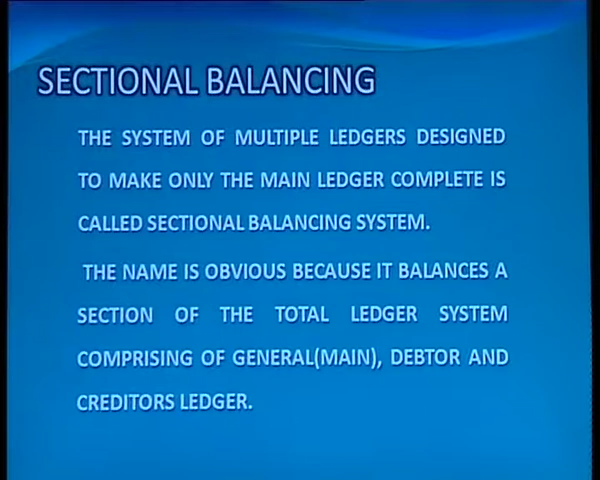 SECTIONAL BALANCING
THE SYSTEM OF MULTIPLE LEDGERS DESIGNED
TO MAKE ONLY THE MAIN LEDGER COMPLETE IS
CALLED SECTIONAL BALANCING SYSTEM.
THE NAME IS OBVIOUS BECAUSE IT BALANCES A
SECTION OF THE TOTAL LEDGER SYSTEM
COMPRISING OF GENERAL(MAIN), DEBTOR AND
CREDITORS LEDGER.